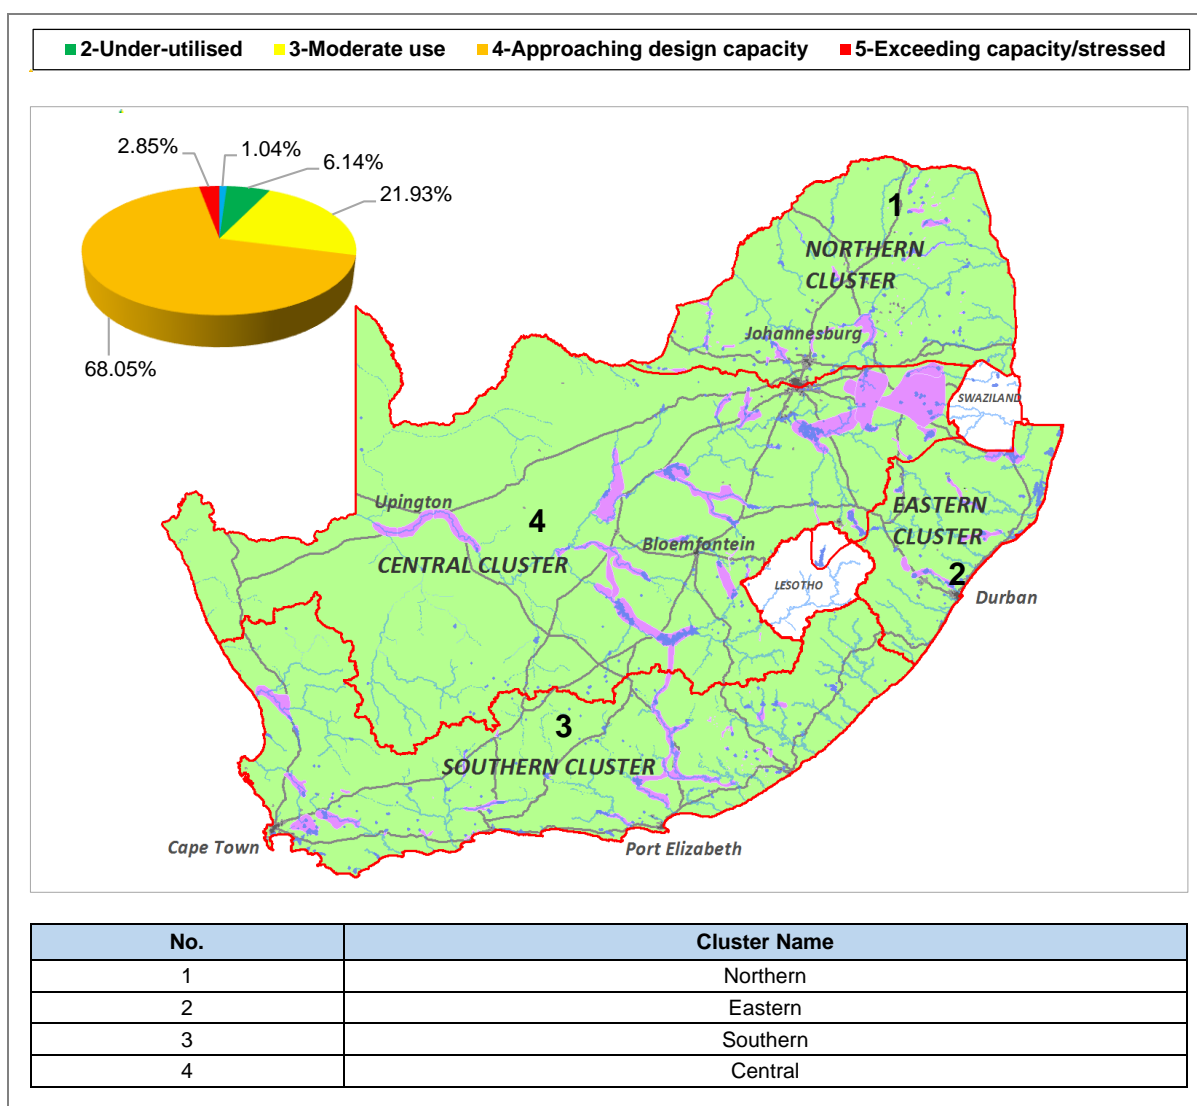 2-Under-utilised 3-Moderate use 4-Approaching design capacity 5-Exceeding capacity/stressed
2.85%
1.04%
6.14%
21.93%
68.05%
1
NORTHERN
CLUSTER
Johannesburg
SWAZILAND
Upington
4
CENTRAL CLUSTER
Bloemfontein
EASTERN
CLUSTER
2
LESOTHO
Durban
3
SOUTHERN CLUSTER
Cape Town
Port Elizabeth
No. Cluster Name
1 Northern
2 Eastern
3 Southern
4 Central